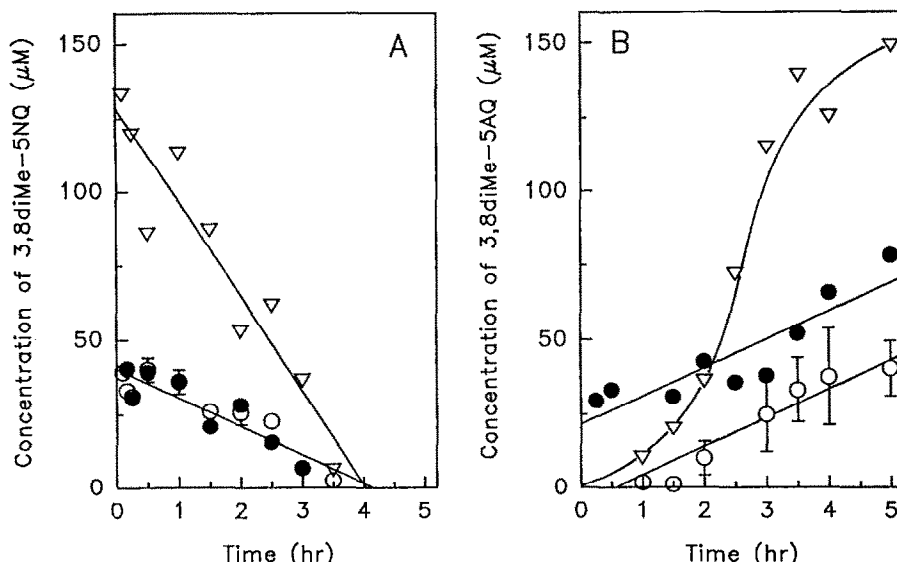 Concentration of 3,8diMe-5NQ (μM)
150
100
50
0
A
0 1 2 3 4 5
Time (hr)
Concentration of 3,8diMe-5AQ (μM)
150
100
50
0
B
0 1 2 3 4 5
Time (hr)